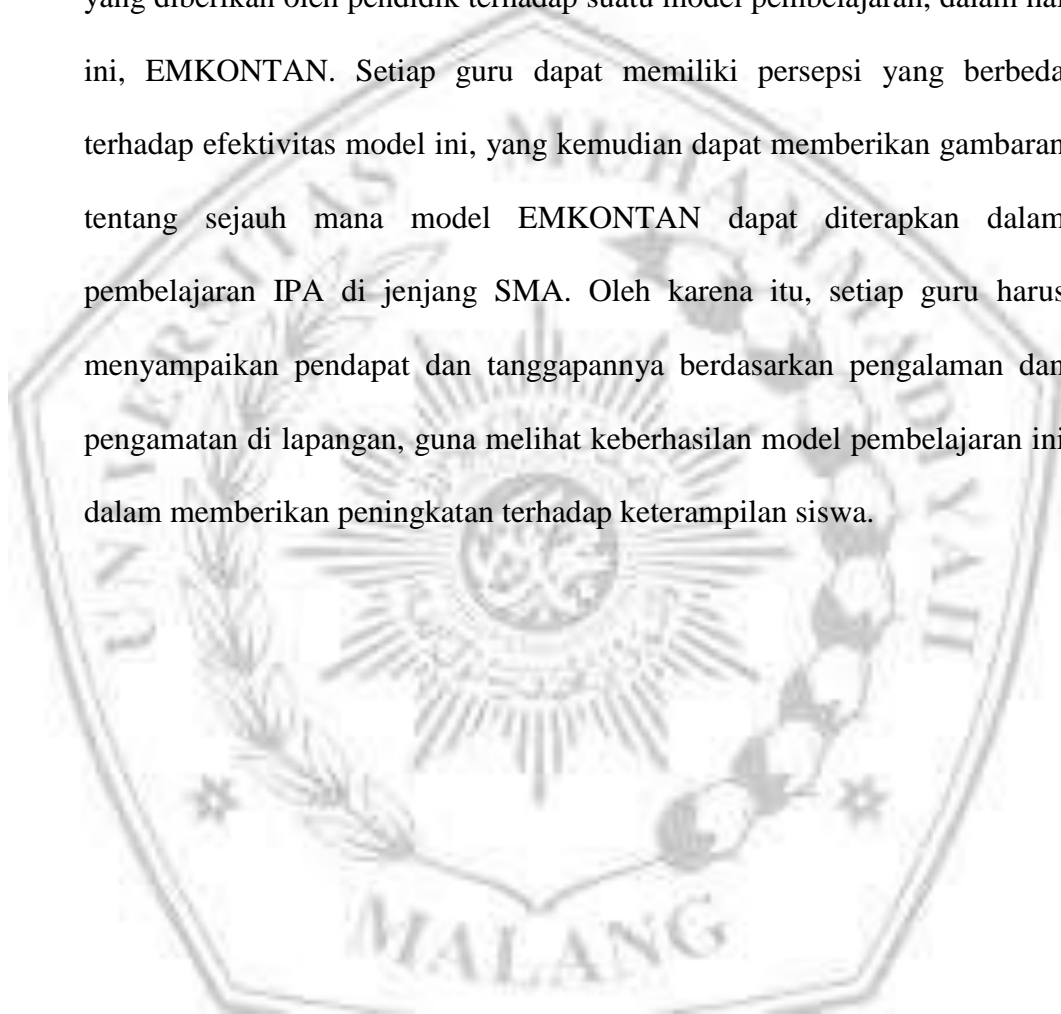 yang diberikan oleh pendidik terhadap suatu model pembelajaran, dalam hal
ini, EMKONTAN. Setiap guru dapat memiliki persepsi yang berbeda
terhadap efektivitas model ini, yang kemudian dapat memberikan gambaran
tentang sejauh mana model EMKONTAN dapat diterapkan dalam
pembelajaran IPA di jenjang SMA. Oleh karena itu, setiap guru harus
menyampaikan pendapat dan tanggapannya berdasarkan pengalaman dan
pengamatan di lapangan, guna melihat keberhasilan model pembelajaran ini
dalam memberikan peningkatan terhadap keterampilan siswa.
UNIVERSITAS MUHAMMADIYAH
MALANG